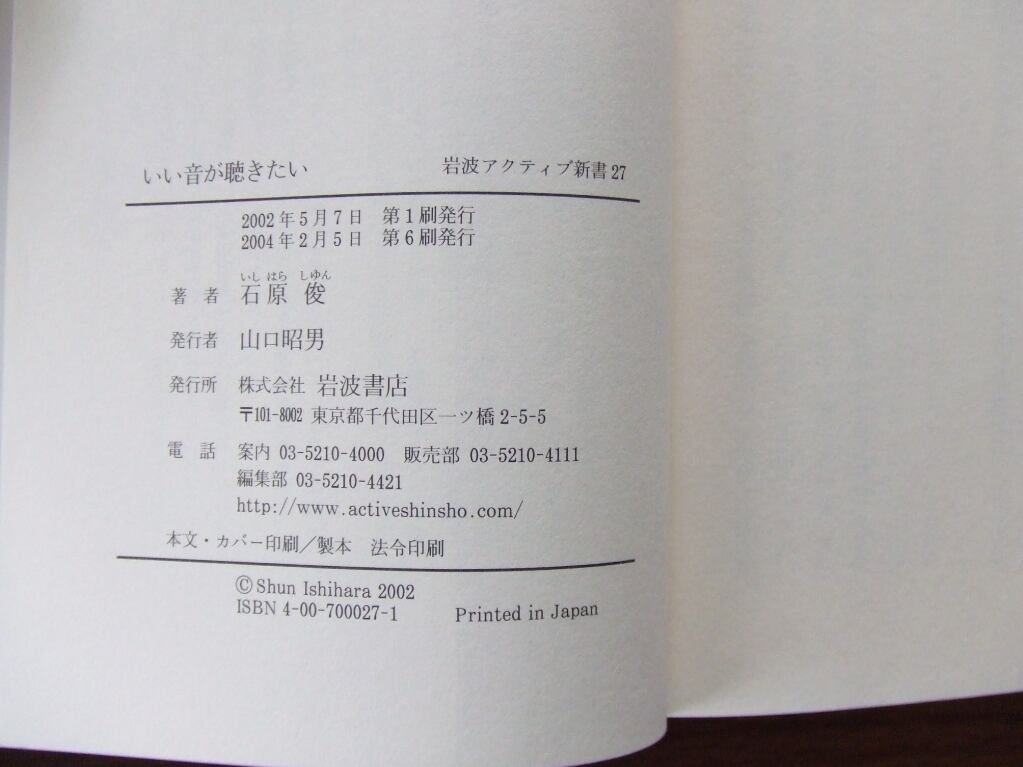 いい音が聴きたい 岩波アクティブ新書27
2002年5月7日 第1刷発行
2004年2月5日 第6刷発行
いし はら しゆん
著 者 石原 俊
発行者 山口昭男
発行所 株式会社 岩波書店
〒101-8002 東京都千代田区一ツ橋2-5-5
電 話 案内 03-5210-4000 販売部 03-5210-4111
編集部 03-5210-4421
http://www.activeshinsho.com/
本文・カバー印刷／製本 法令印刷
©Shun Ishihara 2002
ISBN 4-00-700027-1 Printed in Japan